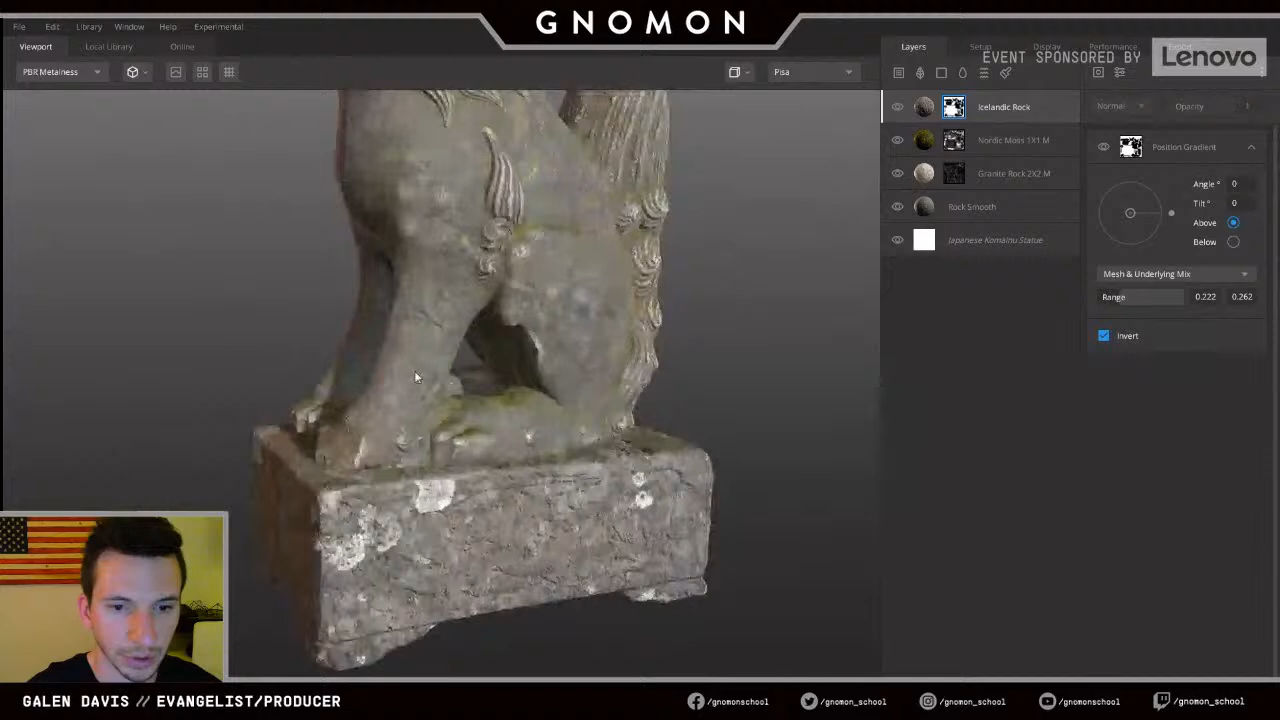 GNOMON
File Edit Library Window Help Experimental
Viewport Local Library Online
Layers Setup Display Performance
EVENT SPONSORED BY Lenovo
PBR Metalness
Pisa
Icelandic Rock
Nordic Moss 1X1 M
Granite Rock 2X2 M
Rock Smooth
Japanese Komainu Statue
Normal Opacity 1
Position Gradient
Angle ° 0
Tilt ° 0
Above
Below
Mesh & Underlying Mix
Range 0.222 0.262
Invert
GALEN DAVIS // EVANGELIST/PRODUCER
/gnomonschool /gnomon_school /gnomon_school /gnomonschool /gnomon_school